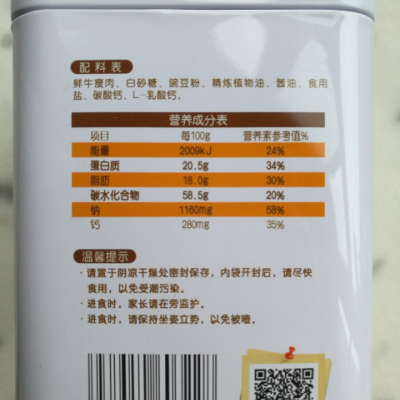 配料表
鲜牛瘦肉、白砂糖、豌豆粉、精炼植物油、酱油、食用
盐、碳酸钙、L-乳酸钙。
营养成分表
项目 每100g 营养素参考值%
能量 2009kJ 24%
蛋白质 20.5g 34%
脂肪 18.0g 30%
碳水化合物 58.5g 20%
钠 1160mg 58%
钙 280mg 35%
温馨提示
·请置于阴凉干燥处密封保存，内袋开封后，请尽快
食用，以免受潮污染。
·进食时，家长请在旁监护。
·进食时，请保持坐姿立势，以免被噎。